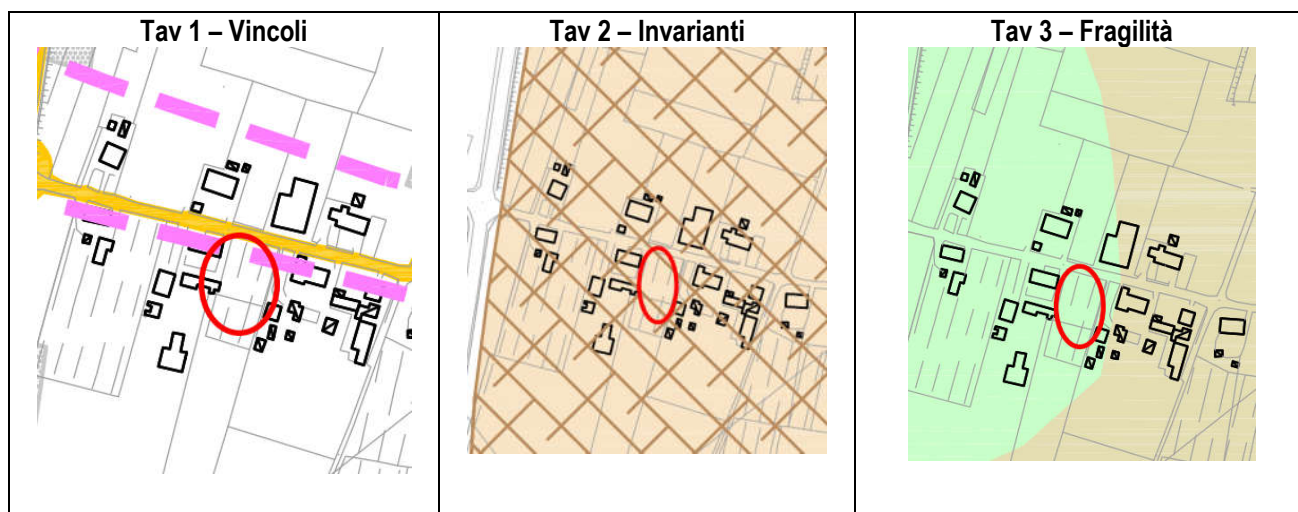 Tav 1 – Vincoli
Tav 2 – Invarianti
Tav 3 – Fragilità